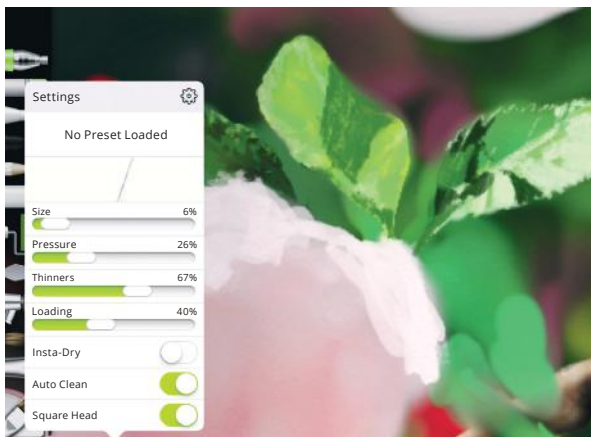 Settings
No Preset Loaded
Size 6%
Pressure 26%
Thinners 67%
Loading 40%
Insta-Dry
Auto Clean
Square Head